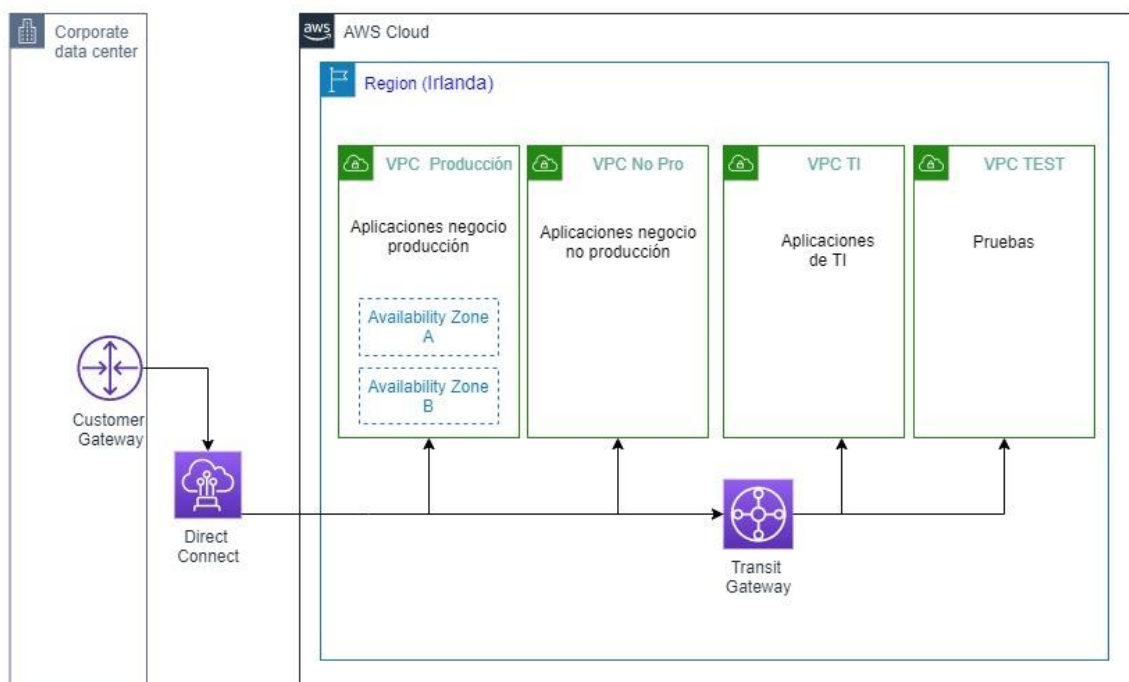 Corporate
data center
aws
AWS Cloud
Region (Irlanda)
VPC Producción
VPC No Pro
VPC TI
VPC TEST
Aplicaciones negocio
producción
Aplicaciones negocio
no producción
Aplicaciones
de TI
Pruebas
Availability Zone
A
Availability Zone
B
Customer
Gateway
Direct
Connect
Transit
Gateway